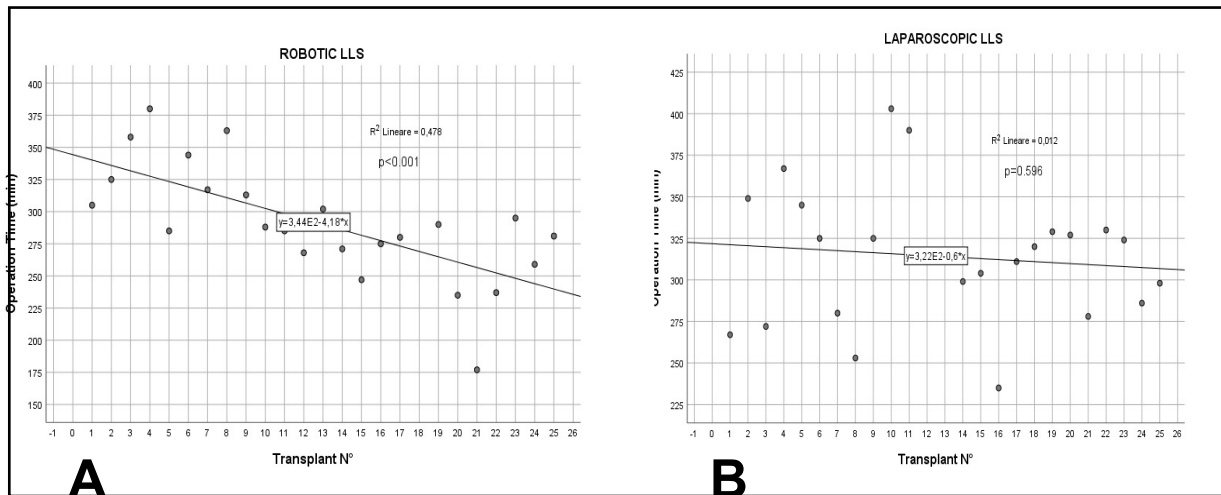 ROBOTIC LLS
400
375
350
325
300
275
250
225
200
175
150
Operation Time (min)
R² Lineare = 0,478
p<0.001
y=3,44E2-4,18*x
-1 0 1 2 3 4 5 6 7 8 9 10 11 12 13 14 15 16 17 18 19 20 21 22 23 24 25 26
Transplant N°
A
LAPAROSCOPIC LLS
425
400
375
350
325
300
275
250
225
Operation Time (min)
R² Lineare = 0,012
p=0.596
y=3,22E2-0,6*x
-1 0 1 2 3 4 5 6 7 8 9 10 11 12 13 14 15 16 17 18 19 20 21 22 23 24 25 26
Transplant N°
B